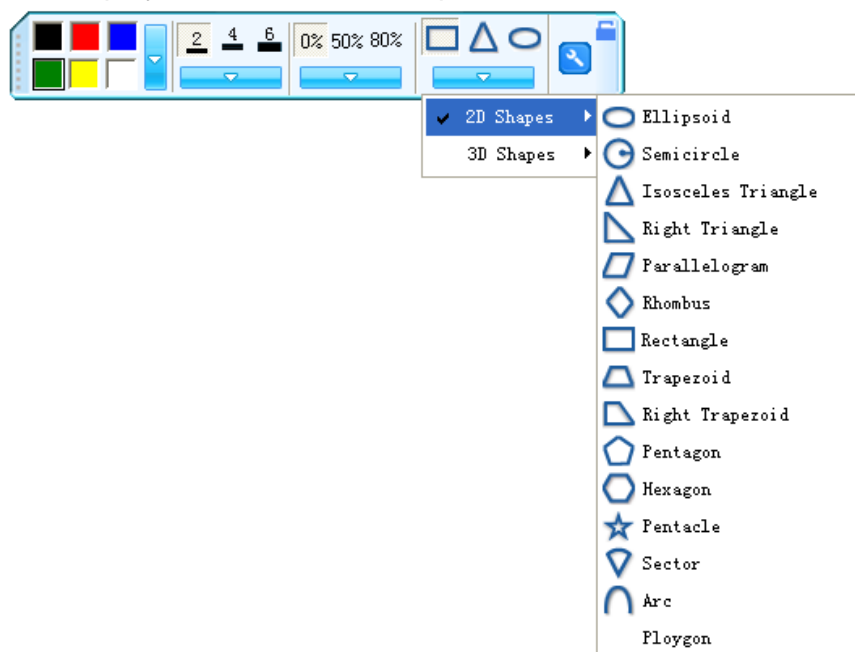 2 4 6 0% 50% 80%
2D Shapes
3D Shapes
Ellipsoid
Semicircle
Isosceles Triangle
Right Triangle
Parallelogram
Rhombus
Rectangle
Trapezoid
Right Trapezoid
Pentagon
Hexagon
Pentacle
Sector
Arc
Ploygon